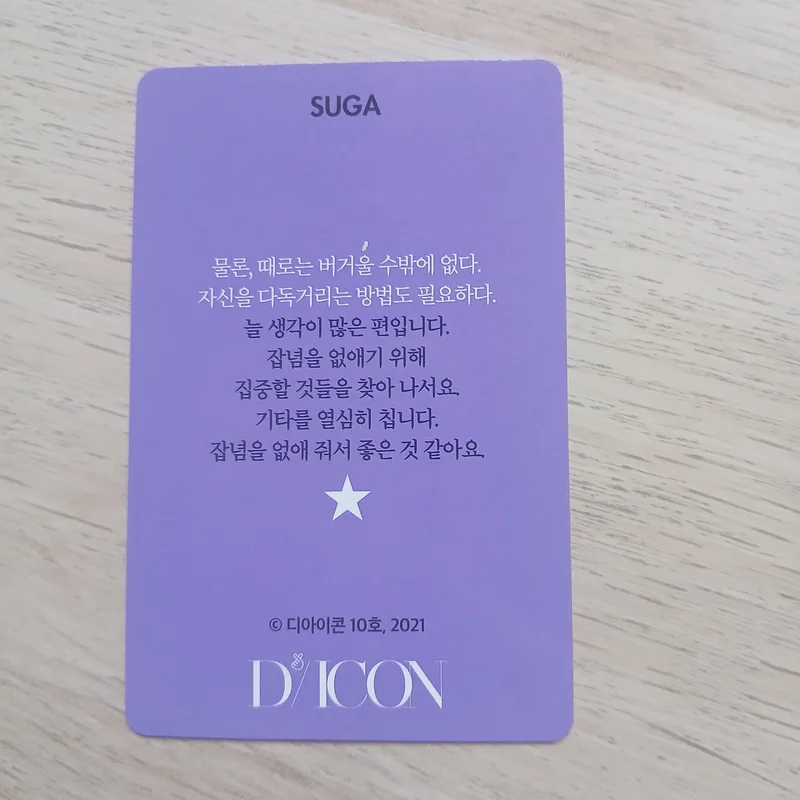 SUGA
물론, 때로는 버거울 수밖에 없다.
자신을 다독거리는 방법도 필요하다.
늘 생각이 많은 편입니다.
잡념을 없애기 위해
집중할 것들을 찾아 나서요.
기타를 열심히 칩니다.
잡념을 없애 줘서 좋은 것 같아요.
© 디아이콘 10호, 2021
D/ICON